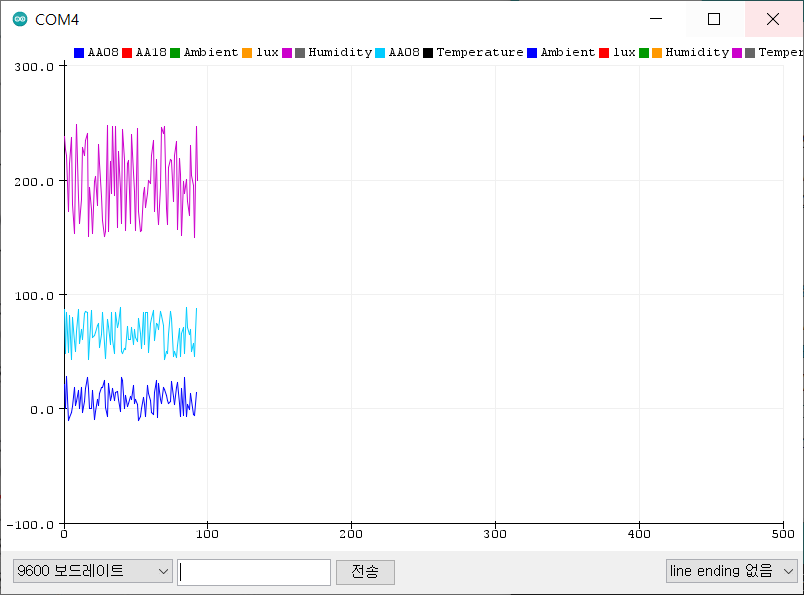 COM4
AA08 AA18 Ambient lux Humidity AA08 Temperature Ambient lux Humidity Temper
300.0
200.0
100.0
0.0
-100.0
0 100 200 300 400 500
9600 보드레이트 전송 line ending 없음